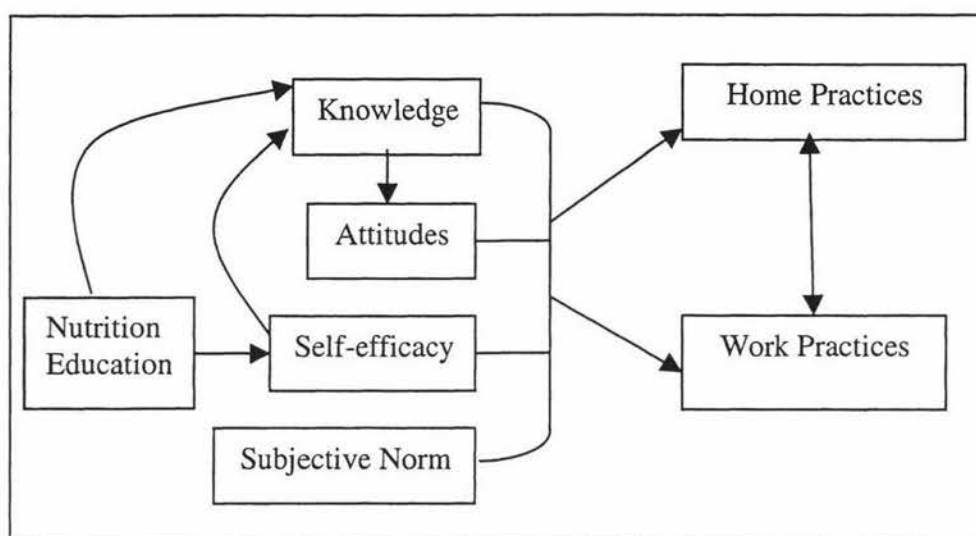 Knowledge
Home Practices
Attitudes
Nutrition
Education
Self-efficacy
Work Practices
Subjective Norm